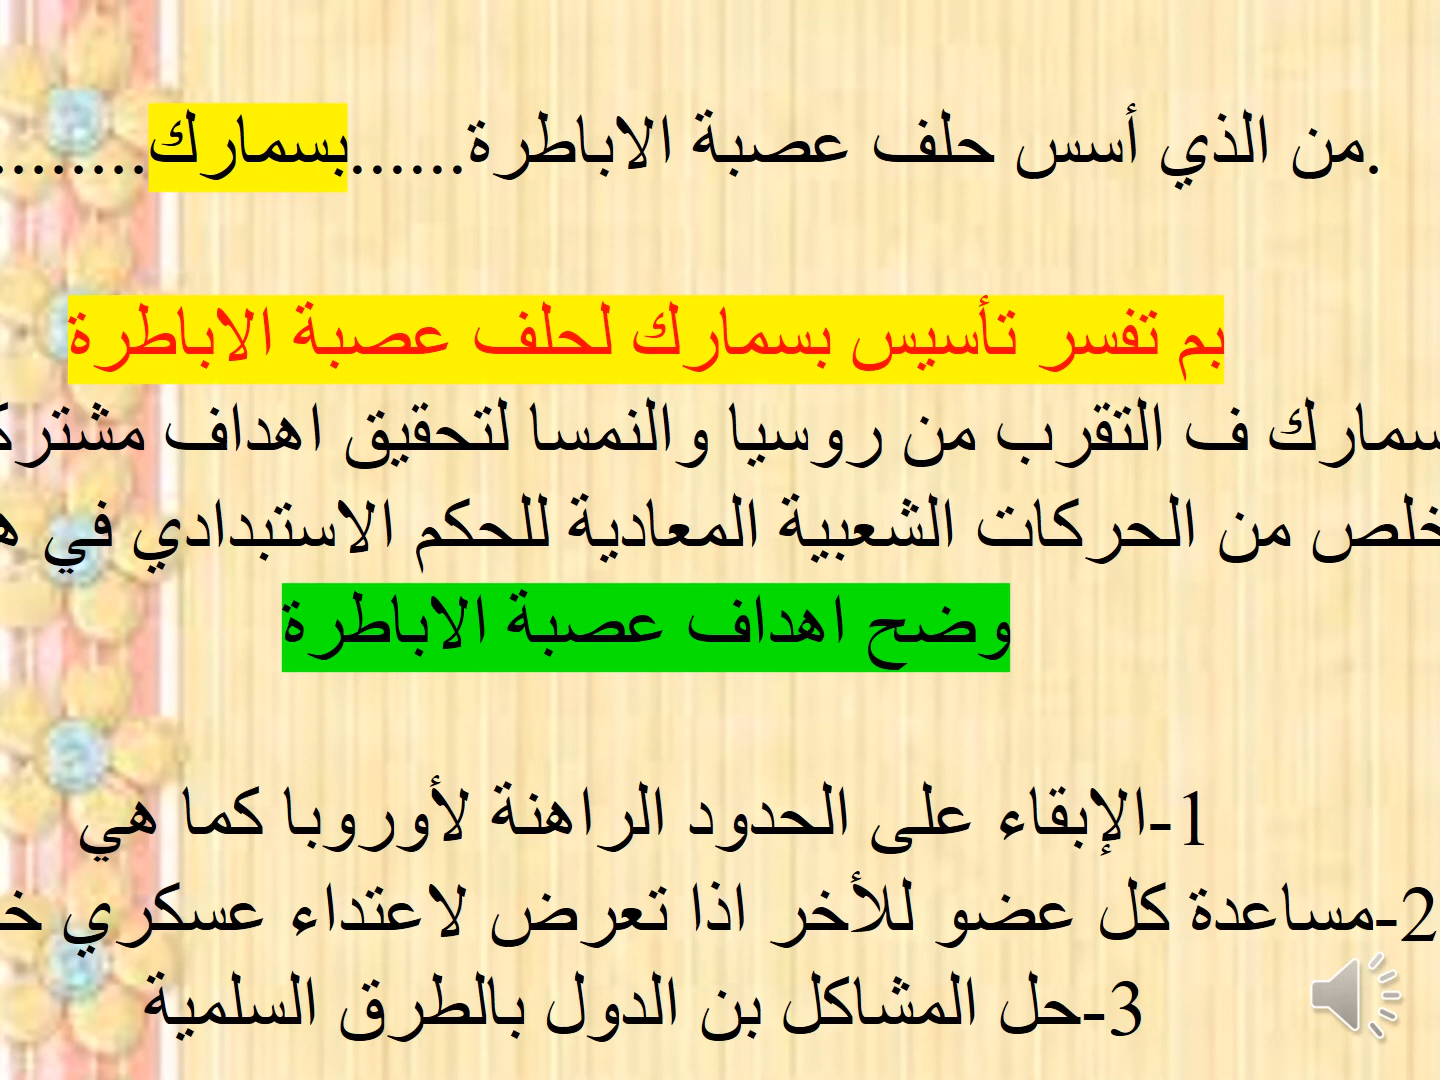 .من الذي أسس حلف عصبة الاباطرة......بسمارك........
بم تفسر تأسيس بسمارك لحلف عصبة الاباطرة
سمارك ف التقرب من روسيا والنمسا لتحقيق اهداف
من الحركات الشعبية المعادية للحكم الاستبدادي في
وضح اهداف عصبة الاباطرة
1-الإبقاء على الحدود الراهنة لأوروبا كما هي
2-مساعدة كل عضو للأخر اذا تعرض لاعتداء عسكري
3-حل المشاكل بن الدول بالطرق السلمية